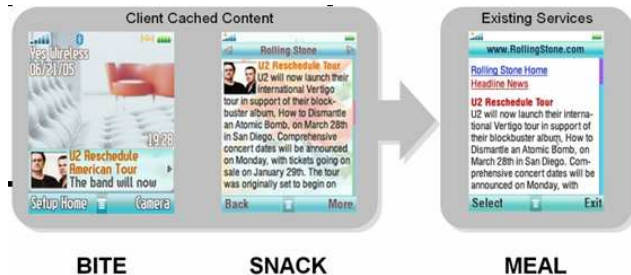 Client Cached Content
Existing Services
Yes Wireless
06/21/05
19:28
U2 Reschedule
American Tour
The band will now
Setup Home
Camera
Rolling Stone
U2 Reschedule Tour
U2 will now launch their
international Vertigo
tour in support of their block-
buster album, How to Dismantle
an Atomic Bomb, on March 28th
in San Diego. Comprehensive
concert dates will be announced
on Monday, with tickets going on
sale on January 29th. The tour
was originally set to begin on
Back
More
www.RollingStone.com
Rolling Stone Home
Headline News
U2 Reschedule Tour
U2 will now launch their interna-
tional Vertigo tour in support of
their blockbuster album, How to
Dismantle an Atomic Bomb, on
March 28th in San Diego. Com-
prehensive concert dates will be
announced on Monday, with
Select
Exit
BITE
SNACK
MEAL